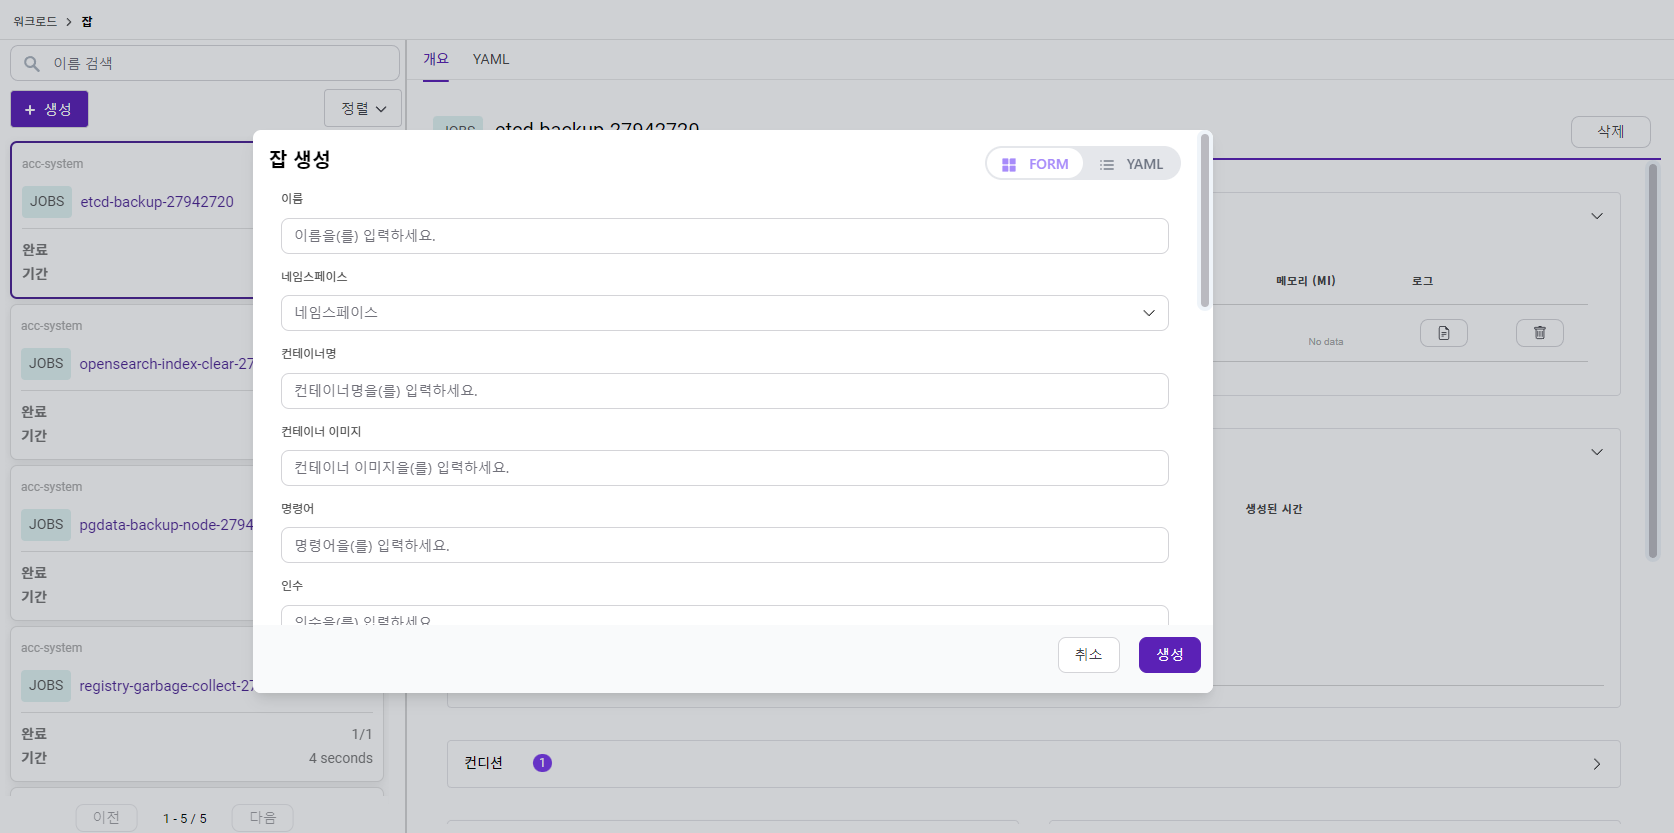 워크로드 > 잡
이름 검색
+ 생성
정렬
acc-system
JOBS etcd-backup-27942720
완료
기간
acc-system
JOBS opensearch-index-clear-27
완료
기간
acc-system
JOBS pgdata-backup-node-2794
완료
기간
acc-system
JOBS registry-garbage-collect-27
완료 1/1
기간 4 seconds
이전 1 - 5 / 5 다음
개요 YAML
JOBS etcd-backup-27942720
삭제
메모리 (MI) 로그
No data
생성된 시간
컨디션 1
잡 생성
FORM YAML
이름
이름을(를) 입력하세요.
네임스페이스
네임스페이스
컨테이너명
컨테이너명을(를) 입력하세요.
컨테이너 이미지
컨테이너 이미지을(를) 입력하세요.
명령어
명령어을(를) 입력하세요.
인수
인수을(를) 입력하세요
취소 생성